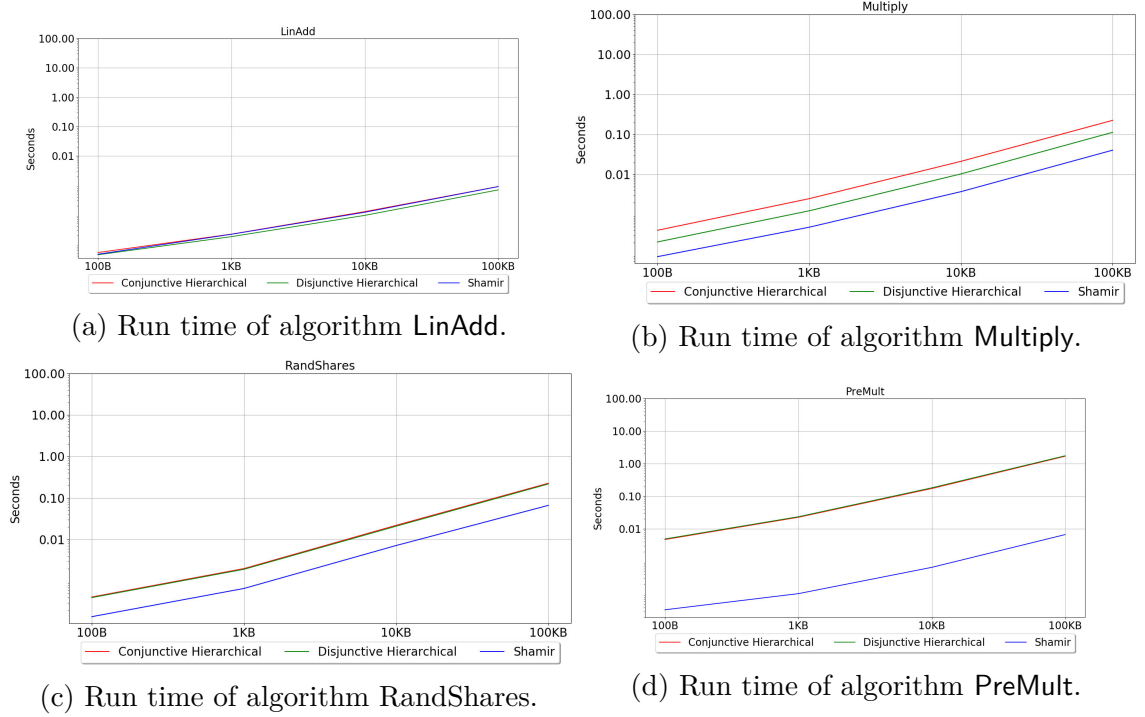 LinAdd
100.00
10.00
1.00
0.10
0.01
Seconds
100B 1KB 10KB 100KB
Conjunctive Hierarchical Disjunctive Hierarchical Shamir
(a) Run time of algorithm LinAdd.
Multiply
100.00
10.00
1.00
0.10
0.01
Seconds
100B 1KB 10KB 100KB
Conjunctive Hierarchical Disjunctive Hierarchical Shamir
(b) Run time of algorithm Multiply.
RandShares
100.00
10.00
1.00
0.10
0.01
Seconds
100B 1KB 10KB 100KB
Conjunctive Hierarchical Disjunctive Hierarchical Shamir
(c) Run time of algorithm RandShares.
PreMult
100.00
10.00
1.00
0.10
0.01
Seconds
100B 1KB 10KB 100KB
Conjunctive Hierarchical Disjunctive Hierarchical Shamir
(d) Run time of algorithm PreMult.